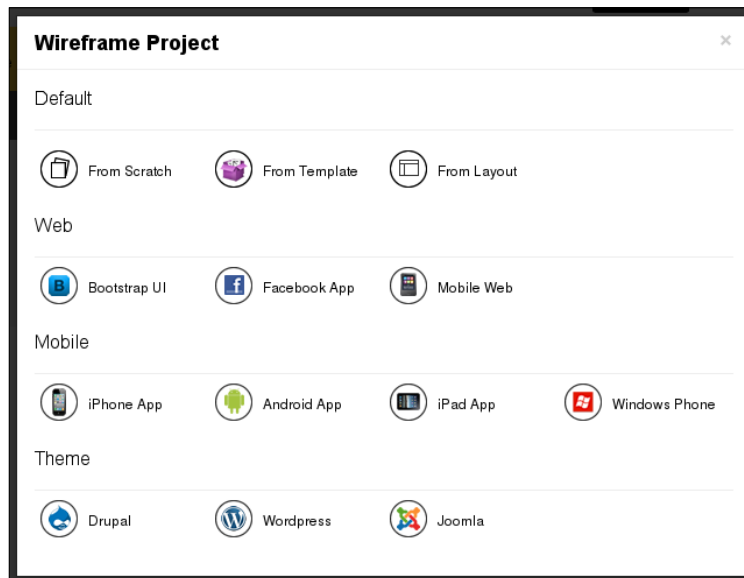 Wireframe Project ×
Default
From Scratch From Template From Layout
Web
Bootstrap UI Facebook App Mobile Web
Mobile
iPhone App Android App iPad App Windows Phone
Theme
Drupal Wordpress Joomla